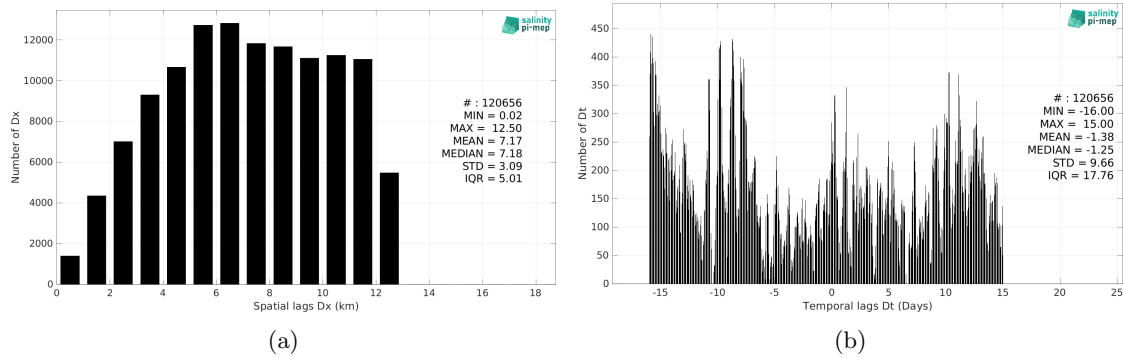 salinity
pi-mep
12000
10000
8000
6000
4000
2000
0
Number of Dx
# : 120656
MIN = 0.02
MAX = 12.50
MEAN = 7.17
MEDIAN = 7.18
STD = 3.09
IQR = 5.01
0 2 4 6 8 10 12 14 16 18
Spatial lags Dx (km)
(a)
salinity
pi-mep
450
400
350
300
250
200
150
100
50
0
Number of Dt
# : 120656
MIN = -16.00
MAX = 15.00
MEAN = -1.38
MEDIAN = -1.25
STD = 9.66
IQR = 17.76
-15 -10 -5 0 5 10 15 20 25
Temporal lags Dt (Days)
(b)